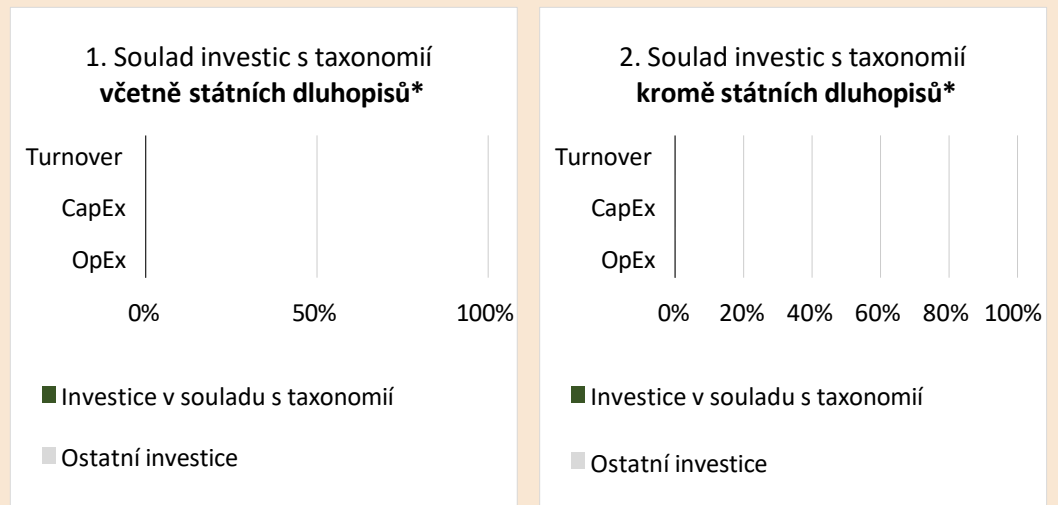 1. Soulad investic s taxonomií
včetně státních dluhopisů*
Turnover
CapEx
OpEx
0% 50% 100%
Investice v souladu s taxonomií
Ostatní investice
2. Soulad investic s taxonomií
kromě státních dluhopisů*
Turnover
CapEx
OpEx
0% 20% 40% 60% 80% 100%
Investice v souladu s taxonomií
Ostatní investice